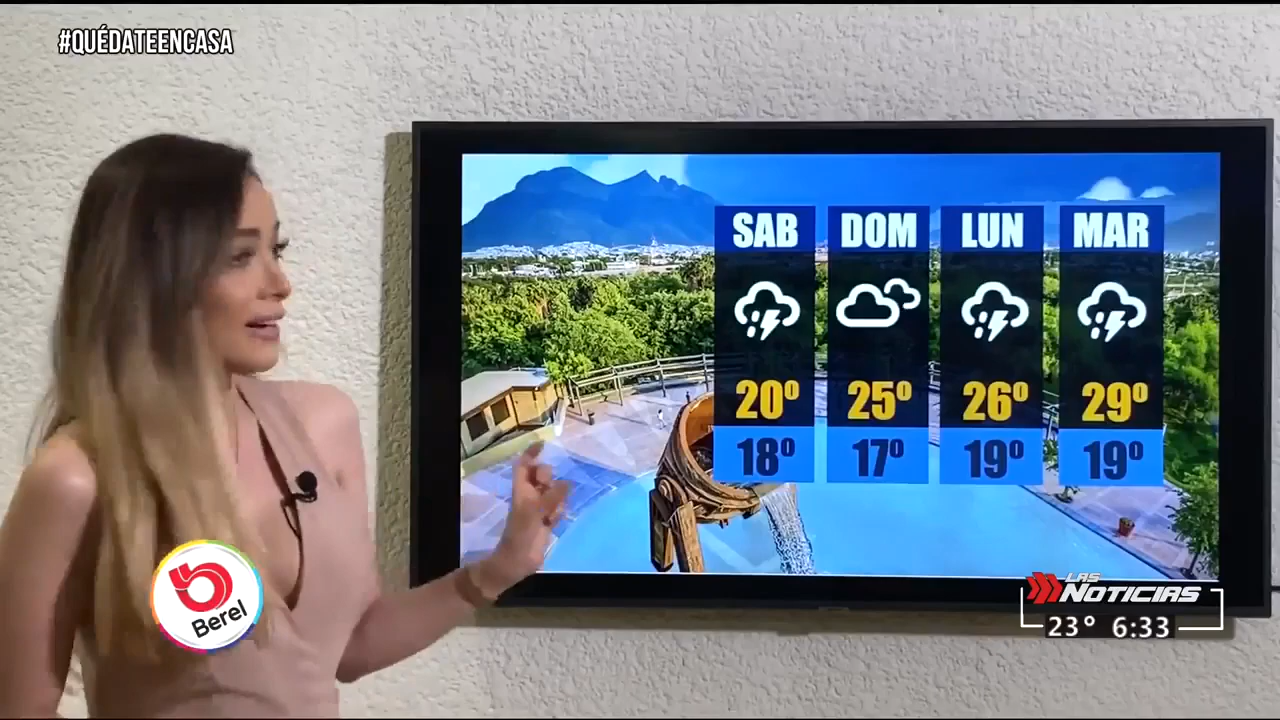 #QUÉDATEENCASA
SAB DOM LUN MAR
20º 25º 26º 29º
18º 17º 19º 19º
Berel
LAS
NOTICIAS
23° 6:33